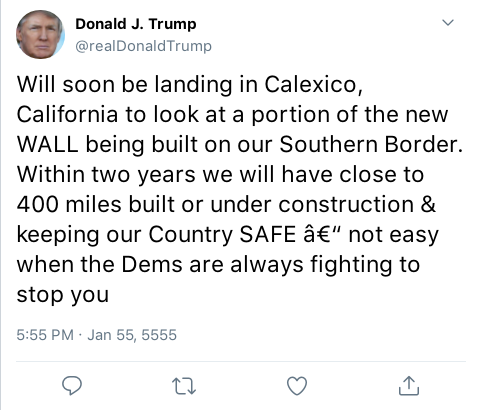 Donald J. Trump
@realDonaldTrump
Will soon be landing in Calexico,
California to look at a portion of the new
WALL being built on our Southern Border.
Within two years we will have close to
400 miles built or under construction &
keeping our Country SAFE â€“ not easy
when the Dems are always fighting to
stop you
5:55 PM · Jan 55, 5555